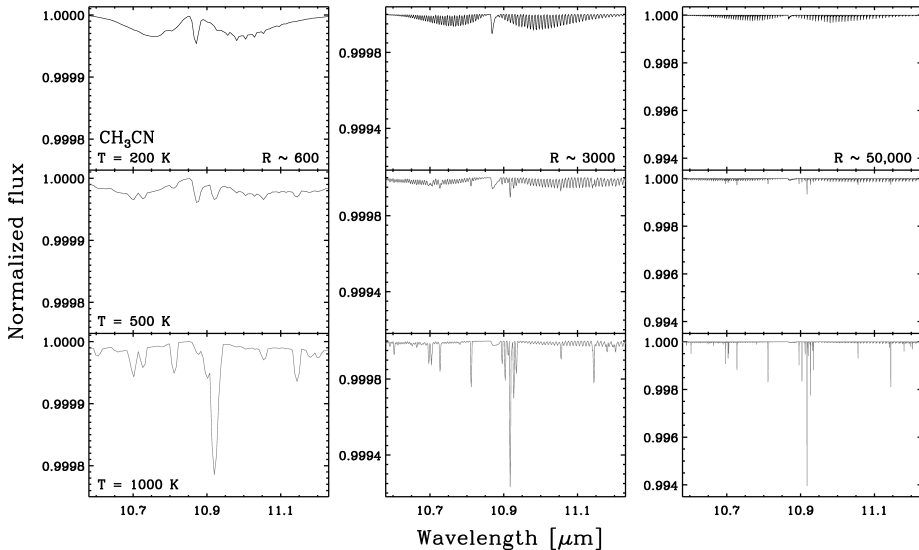 1.0000
0.9999
0.9998
CH3CN
T = 200 K
R ~ 600
0.9998
0.9994
R ~ 3000
1.000
0.998
0.996
0.994
R ~ 50,000
1.0000
0.9999
0.9998
T = 500 K
0.9998
0.9994
1.000
0.998
0.996
0.994
1.0000
0.9999
0.9998
T = 1000 K
0.9998
0.9994
1.000
0.998
0.996
0.994
10.7 10.9 11.1
10.7 10.9 11.1
10.7 10.9 11.1
Normalized flux
Wavelength [μm]